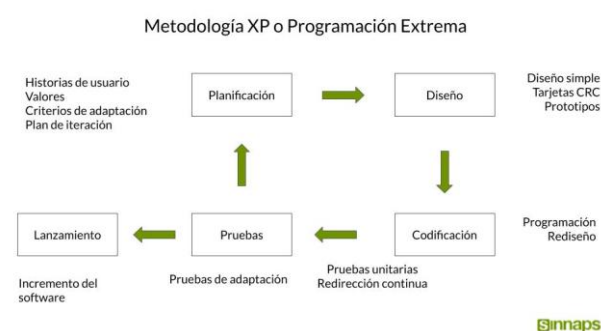 Metodología XP o Programación Extrema
Historias de usuario
Valores
Criterios de adaptación
Plan de iteración
Planificación
Diseño
Diseño simple
Tarjetas CRC
Prototipos
Lanzamiento
Pruebas
Codificación
Programación
Rediseño
Incremento del
software
Pruebas de adaptación
Pruebas unitarias
Redirección continua
Sinnaps